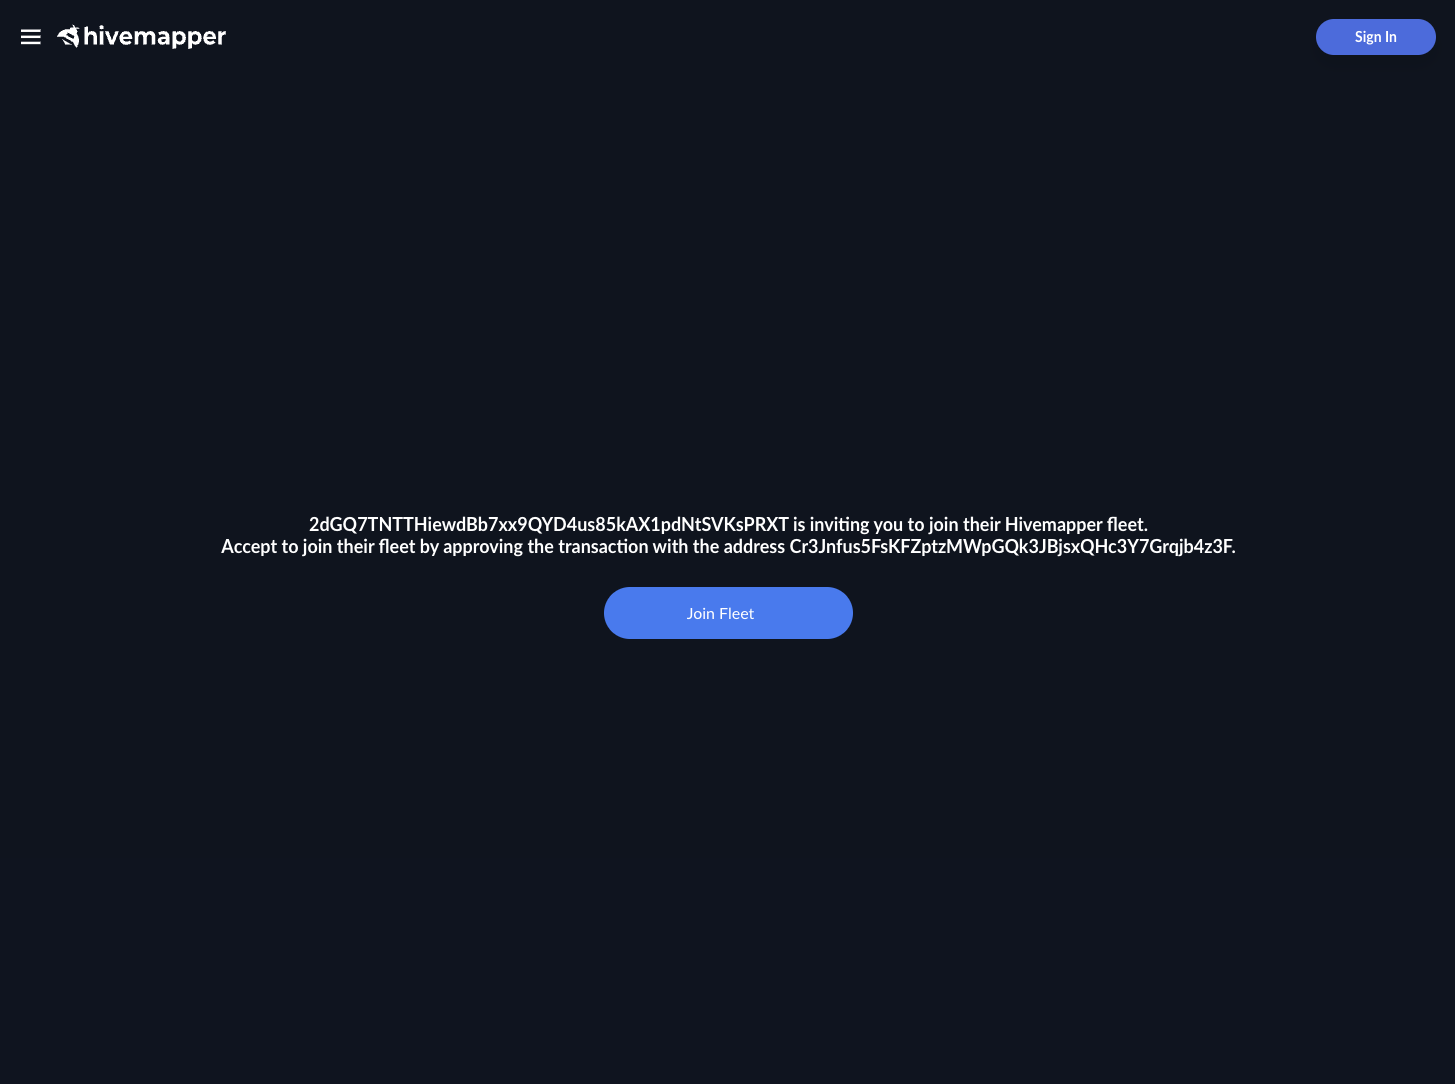 hivemapper
Sign In
2dGQ7TNTTHiewdBb7xx9QYD4us85kAX1pdNtSVKsPRXT is inviting you to join their Hivemapper fleet.
Accept to join their fleet by approving the transaction with the address Cr3Jnfus5FsKFZptzMWpGQk3JBjsxQHc3Y7Grqjb4z3F.
Join Fleet